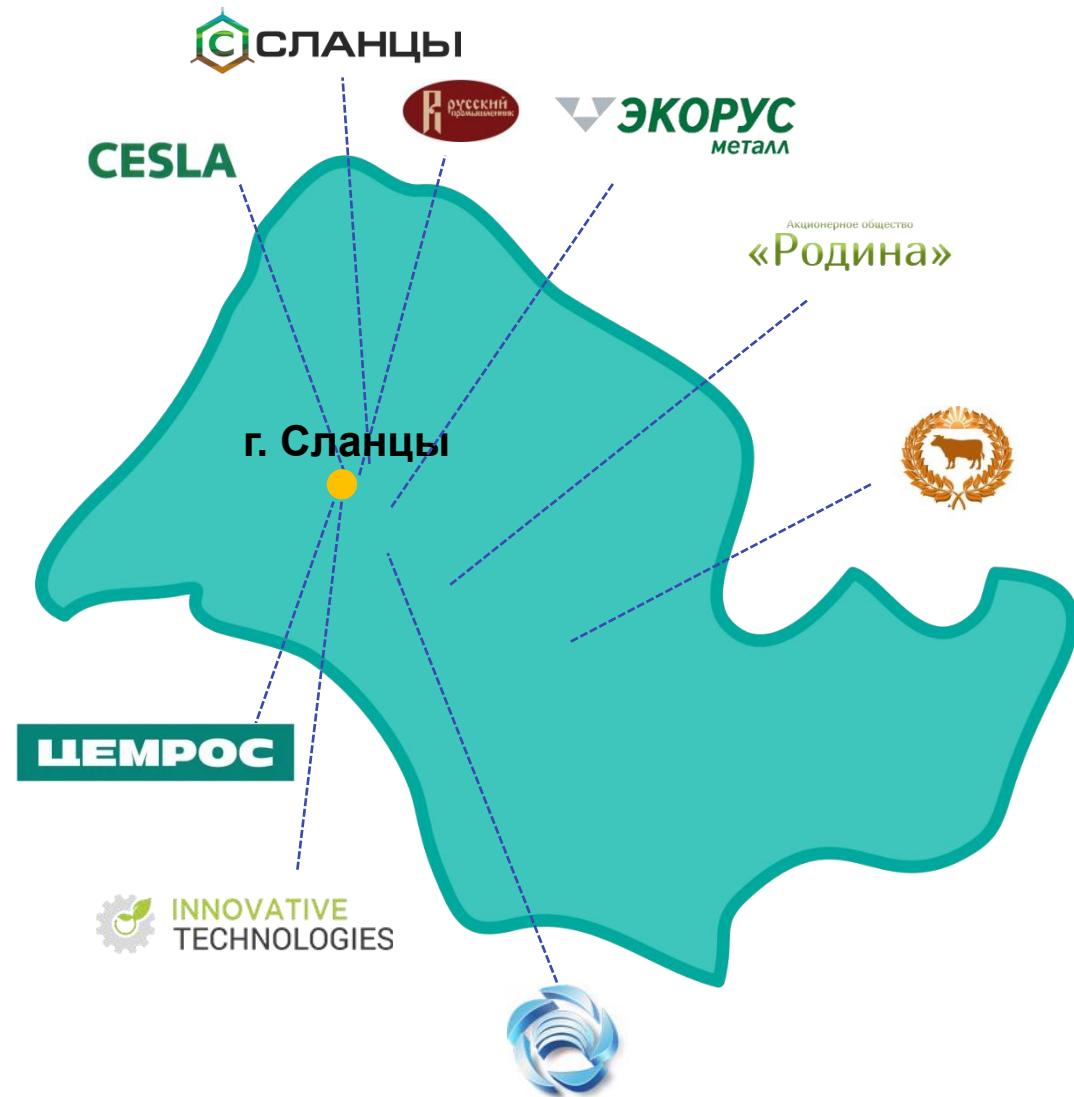 СЛАНЦЫ
русский
промышленник
ЭКОРУС
металл
CESLA
Акционерное общество
«Родина»
г. Сланцы
ЦЕМРОС
INNOVATIVE
TECHNOLOGIES